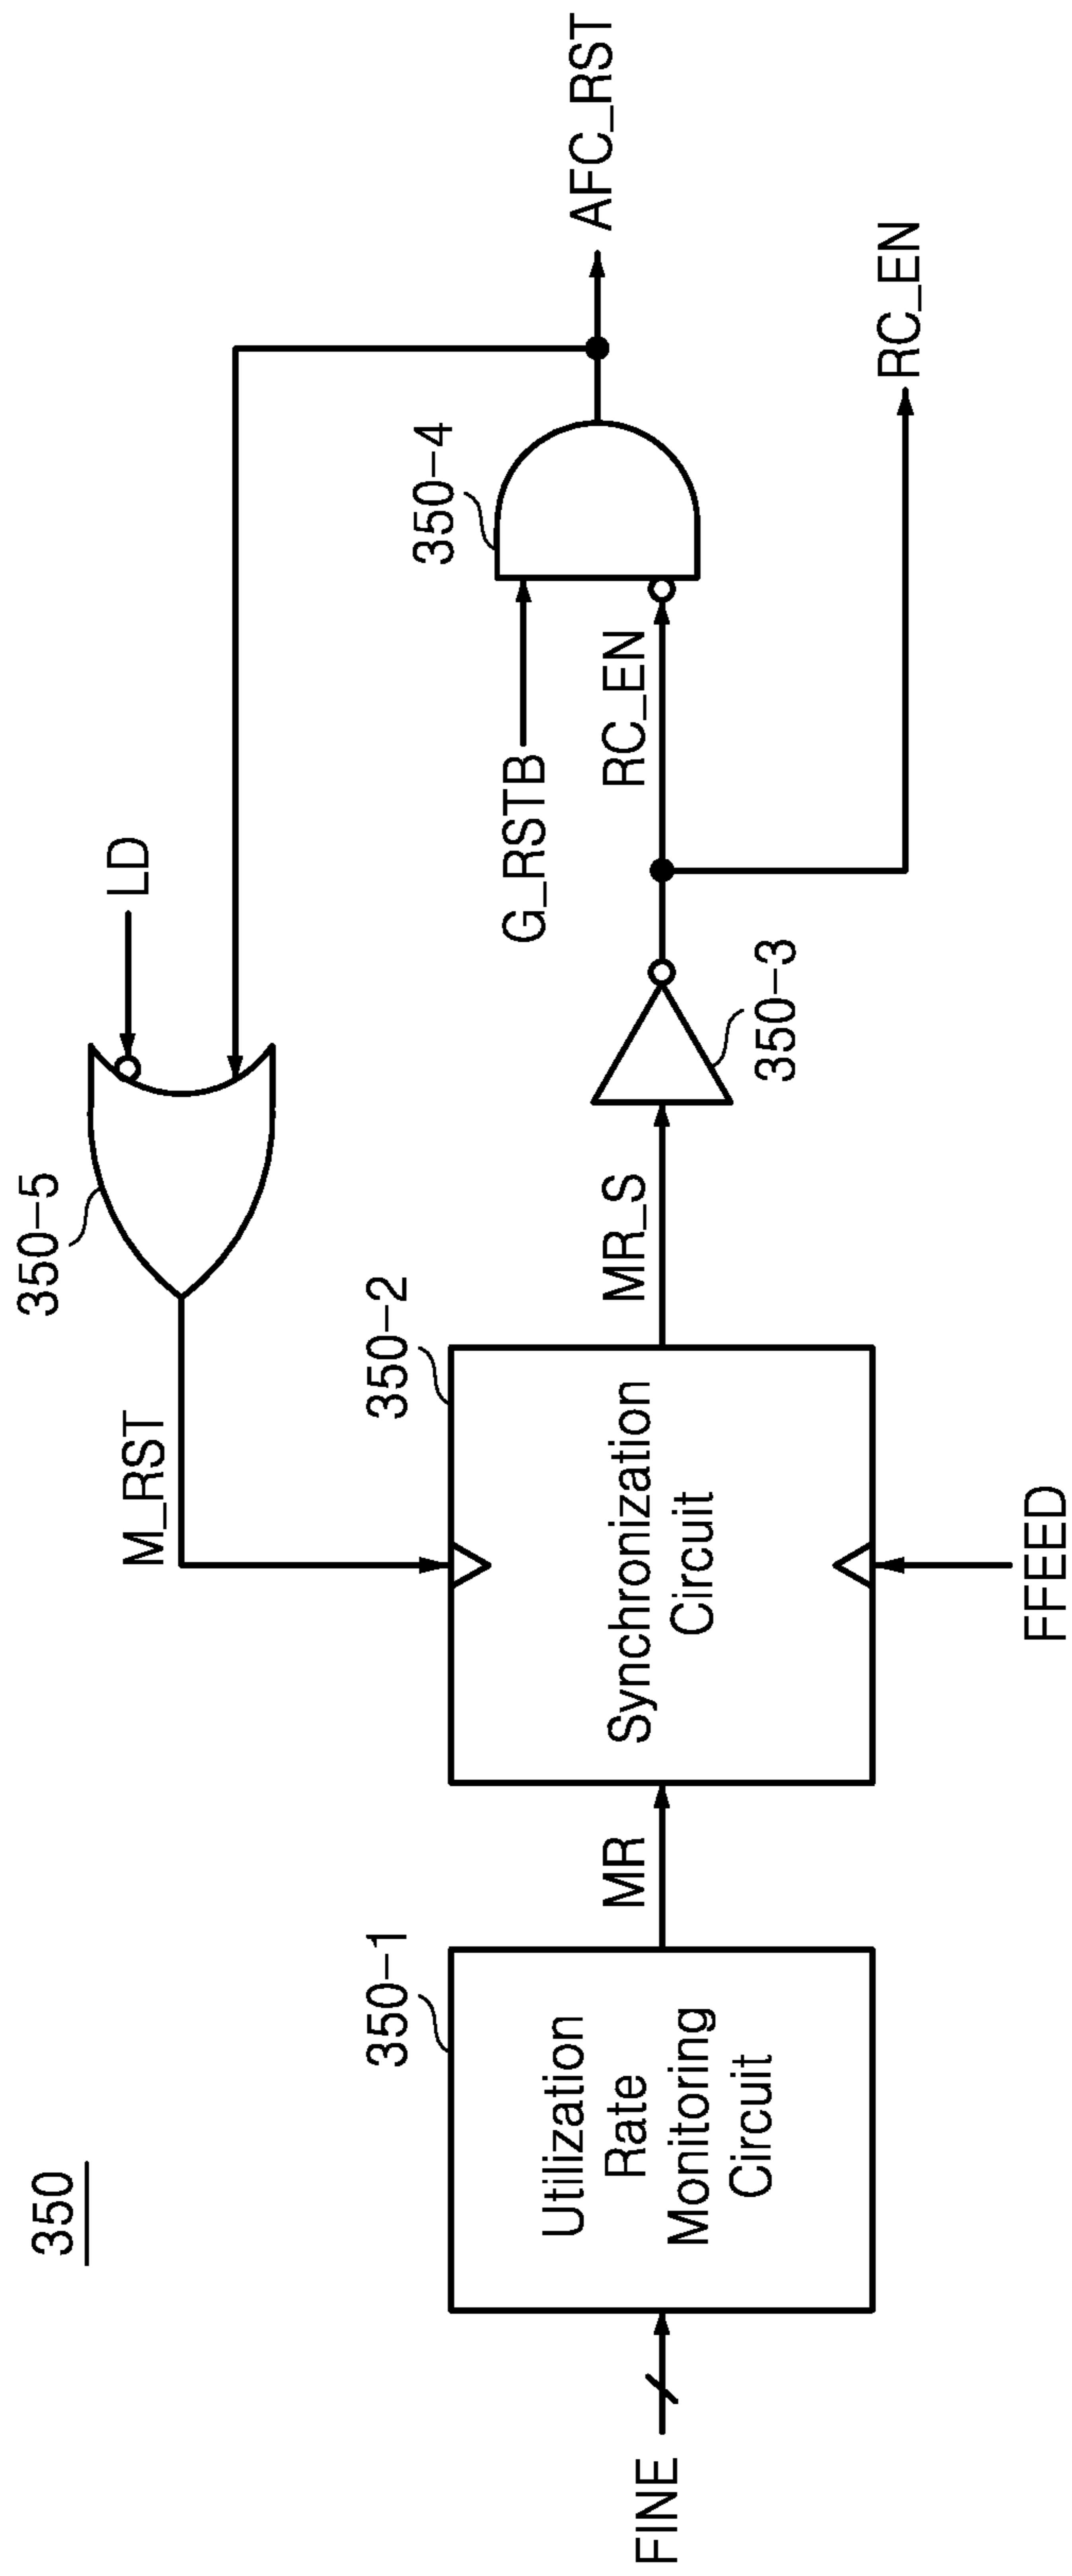 350
350-5
M_RST
LD
350-1
350-2
350-4
Utilization
Rate
Monitoring
Circuit
Synchronization
Circuit
G_RSTB
AFC_RST
FINE
MR
MR_S
RC_EN
350-3
RC_EN
FFEED